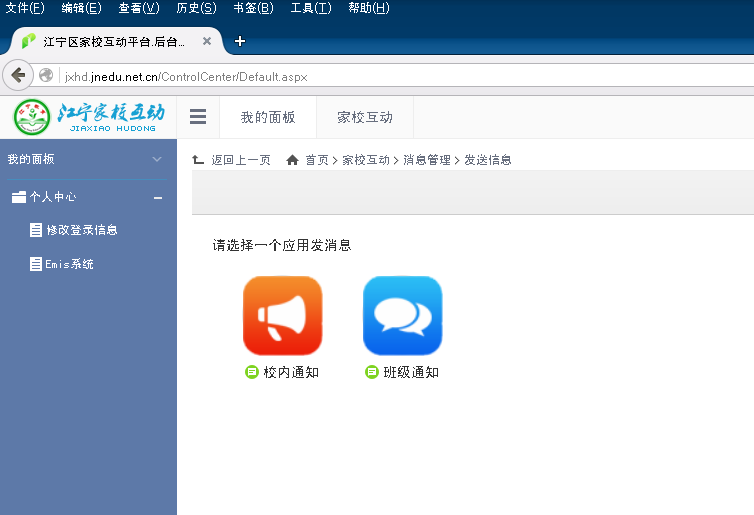 文件(F) 编辑(E) 查看(V) 历史(S) 书签(B) 工具(T) 帮助(H)
江宁区家校互动平台.后台...
jxhd.jnedu.net.cn/ControlCenter/Default.aspx
江宁家校互动
JIAXIAO HUDONG
我的面板 家校互动
我的面板
返回上一页 首页 > 家校互动 > 消息管理 > 发送信息
个人中心
修改登录信息
Emis系统
请选择一个应用发消息
校内通知 班级通知